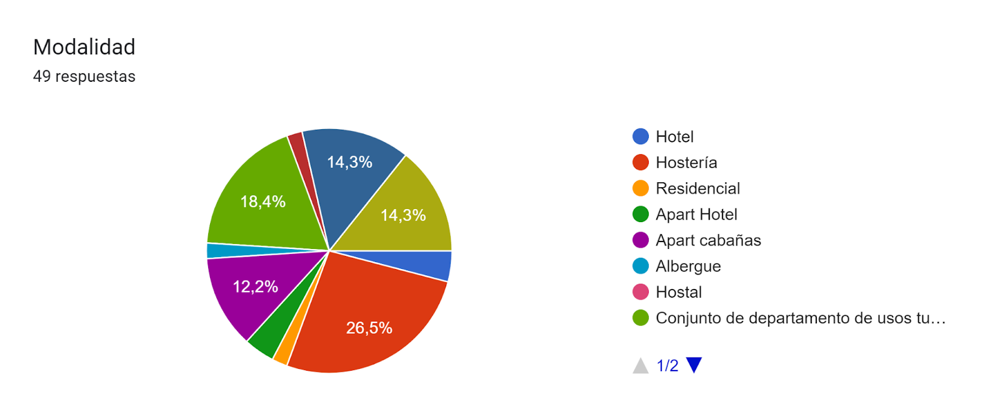 Modalidad
49 respuestas
14,3%
14,3%
18,4%
12,2%
26,5%
Hotel
Hostería
Residencial
Apart Hotel
Apart cabañas
Albergue
Hostal
Conjunto de departamento de usos tu…
1/2